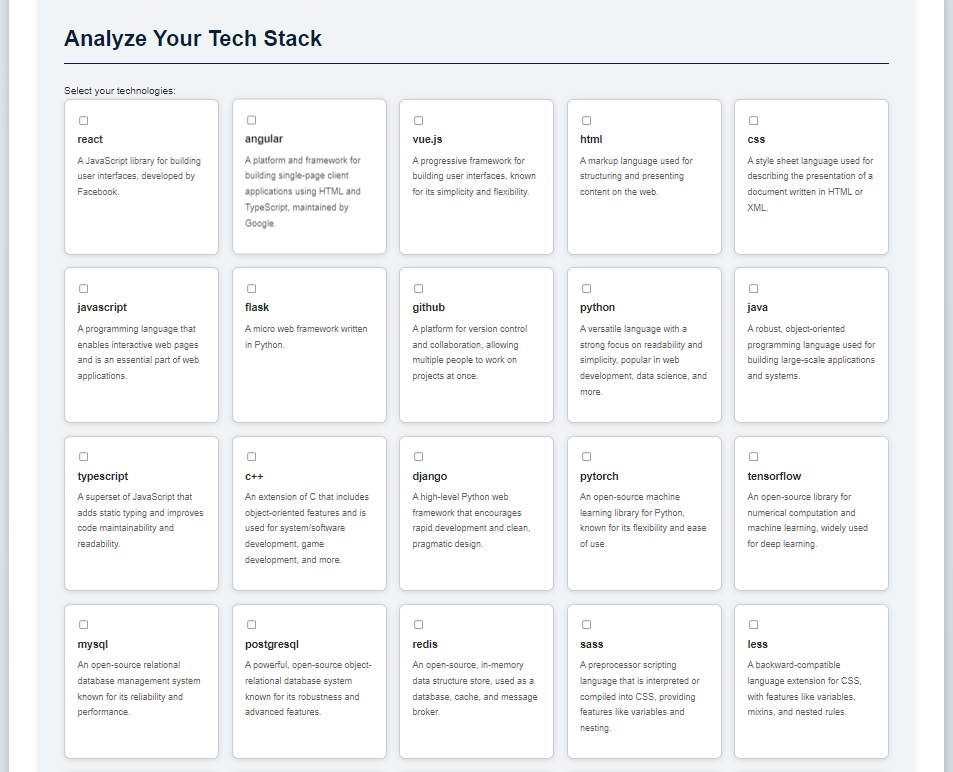 Analyze Your Tech Stack
Select your technologies:
react
A JavaScript library for building
user interfaces, developed by
Facebook.
angular
A platform and framework for
building single-page client
applications using HTML and
TypeScript, maintained by
Google.
vue.js
A progressive framework for
building user interfaces, known
for its simplicity and flexibility.
html
A markup language used for
structuring and presenting
content on the web.
css
A style sheet language used for
describing the presentation of a
document written in HTML or
XML.
javascript
A programming language that
enables interactive web pages
and is an essential part of web
applications.
flask
A micro web framework written
in Python.
github
A platform for version control
and collaboration, allowing
multiple people to work on
projects at once.
python
A versatile language with a
strong focus on readability and
simplicity, popular in web
development, data science, and
more.
java
A robust, object-oriented
programming language used for
building large-scale applications
and systems.
typescript
A superset of JavaScript that
adds static typing and improves
code maintainability and
readability.
c++
An extension of C that includes
object-oriented features and is
used for system/software
development, game
development, and more.
django
A high-level Python web
framework that encourages
rapid development and clean,
pragmatic design.
pytorch
An open-source machine
learning library for Python,
known for its flexibility and ease
of use.
tensorflow
An open-source library for
numerical computation and
machine learning, widely used
for deep learning.
mysql
An open-source relational
database management system
known for its reliability and
performance.
postgresql
A powerful, open-source object-
relational database system
known for its robustness and
advanced features.
redis
An open-source, in-memory
data structure store, used as a
database, cache, and message
broker.
sass
A preprocessor scripting
language that is interpreted or
compiled into CSS, providing
features like variables and
nesting.
less
A backward-compatible
language extension for CSS,
with features like variables,
mixins, and nested rules.